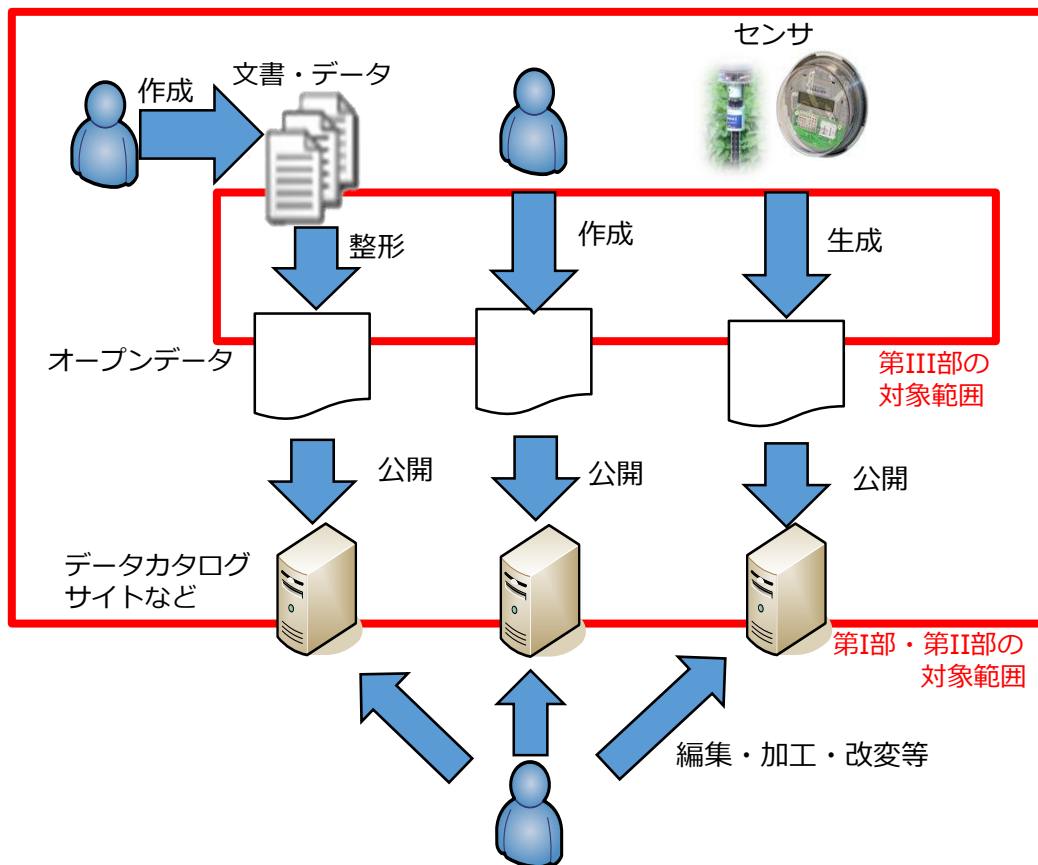 センサ
作成
文書・データ
整形
作成
生成
オープンデータ
第III部の
対象範囲
公開
公開
公開
データカタログ
サイトなど
第I部・第II部の
対象範囲
編集・加工・改変等